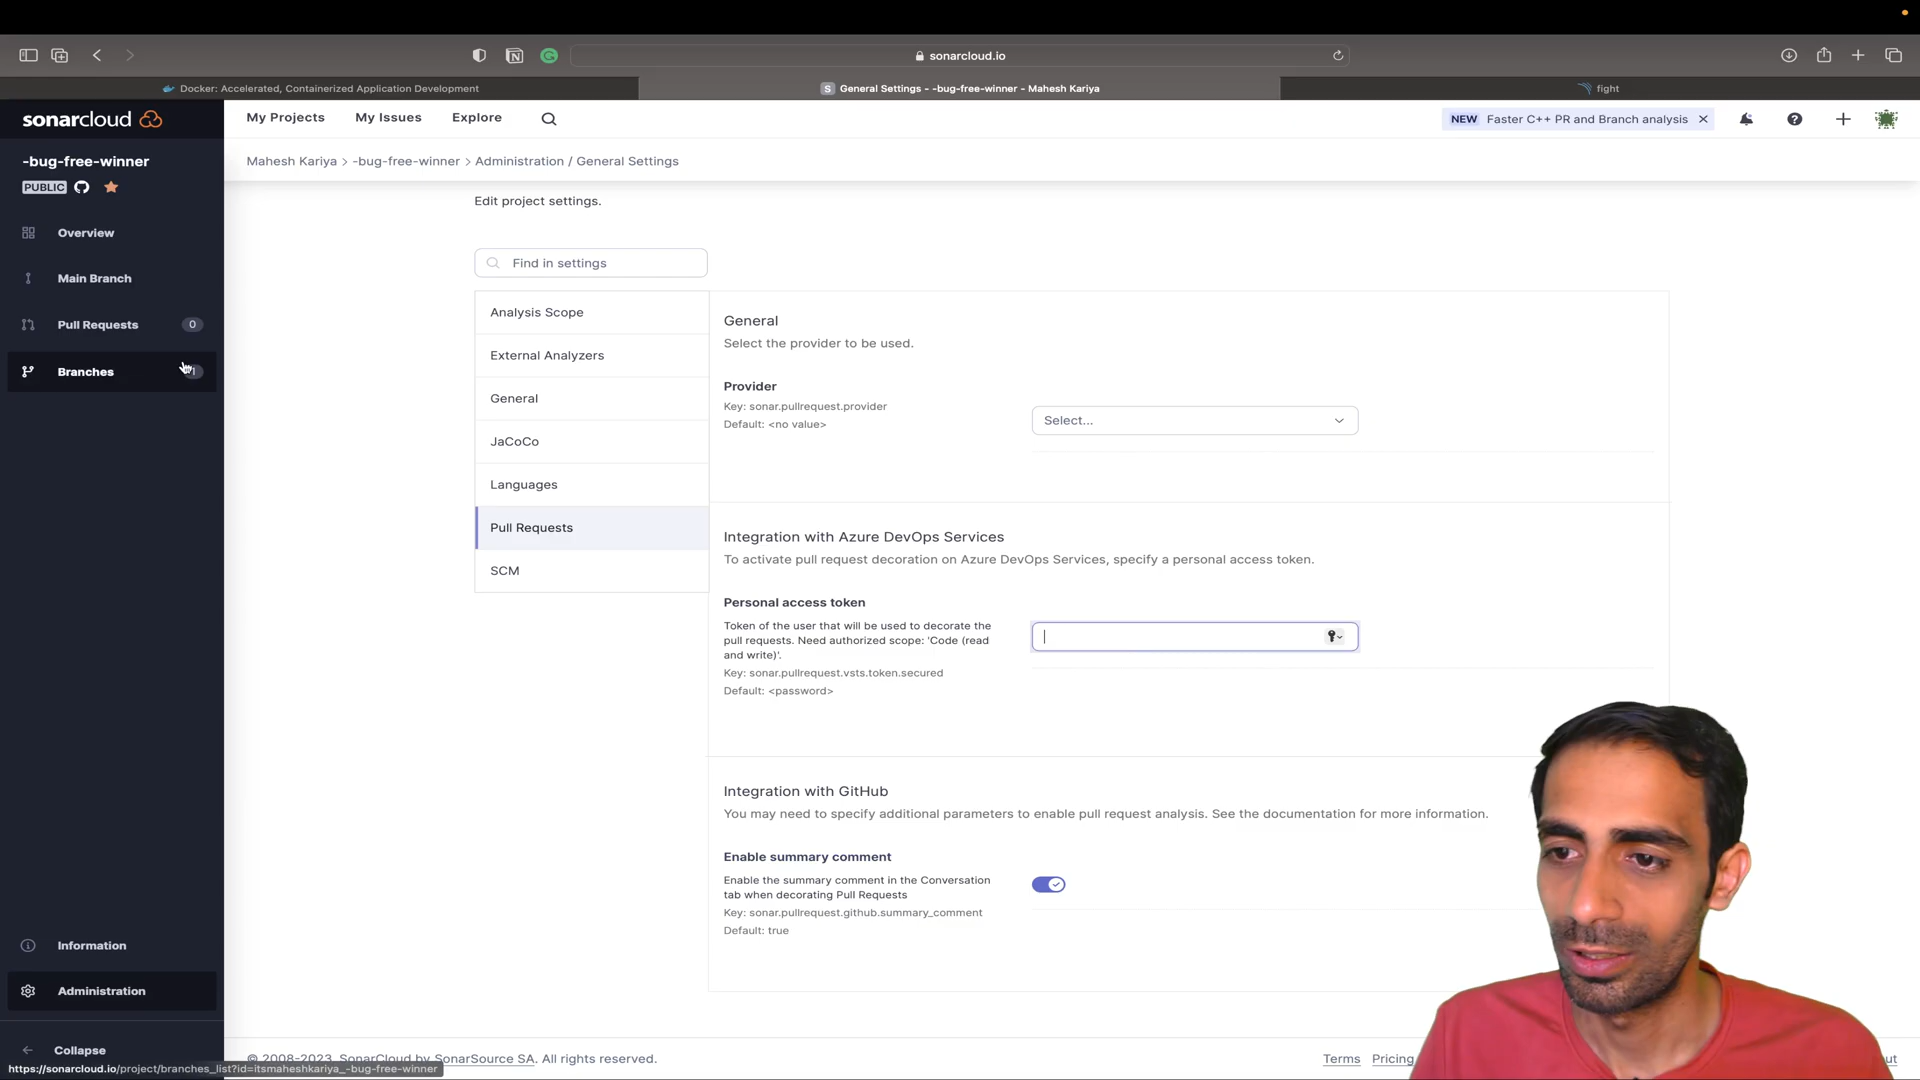 sonarcloud.io
Docker: Accelerated, Containerized Application Development
S General Settings - -bug-free-winner - Mahesh Kariya
fight
sonarcloud
My Projects
My Issues
Explore
NEW Faster C++ PR and Branch analysis
-bug-free-winner
PUBLIC
Mahesh Kariya > -bug-free-winner > Administration / General Settings
Overview
Main Branch
Pull Requests 0
Branches
Edit project settings.
Find in settings
Analysis Scope
External Analyzers
General
JaCoCo
Languages
Pull Requests
SCM
General
Select the provider to be used.
Provider
Key: sonar.pullrequest.provider
Default: <no value>
Select...
Integration with Azure DevOps Services
To activate pull request decoration on Azure DevOps Services, specify a personal access token.
Personal access token
Token of the user that will be used to decorate the
pull requests. Need authorized scope: 'Code (read
and write)'.
Key: sonar.pullrequest.vsts.token.secured
Default: <password>
Integration with GitHub
You may need to specify additional parameters to enable pull request analysis. See the documentation for more information.
Enable summary comment
Enable the summary comment in the Conversation
tab when decorating Pull Requests
Key: sonar.pullrequest.github.summary_comment
Default: true
Information
Administration
Collapse
© 2008-2023, SonarCloud by SonarSource SA. All rights reserved.
Terms
Pricing
https://sonarcloud.io/project/branches_list?id=itsmaheshkariya_-bug-free-winner